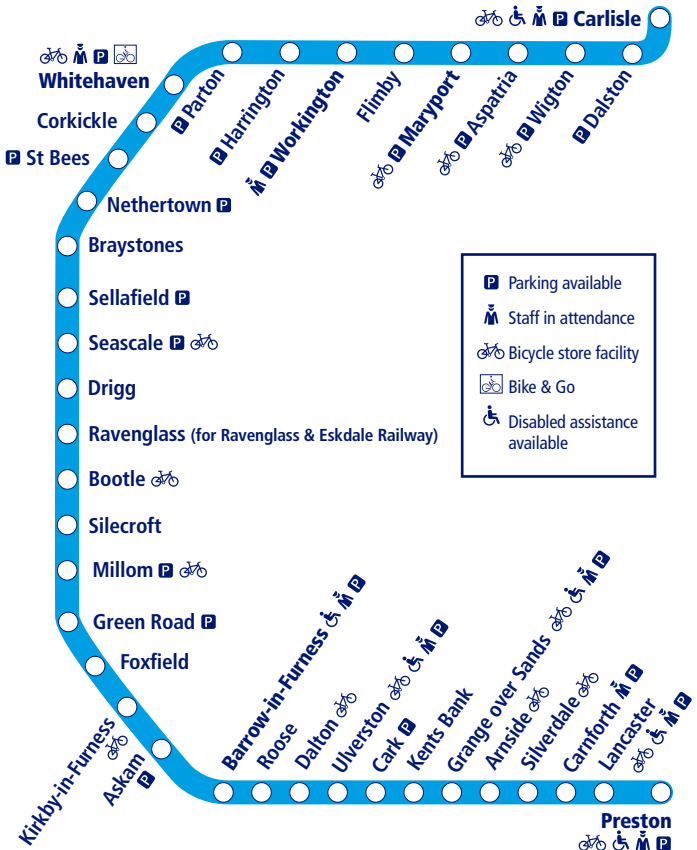 Carlisle
Whitehaven
Parton
Harrington
Workington
Flimby
Maryport
Aspatria
Wigton
Dalston
Corkickle
St Bees
Nethertown
Braystones
Sellafield
Seascale
Drigg
Ravenglass (for Ravenglass & Eskdale Railway)
Bootle
Silecroft
Millom
Green Road
Foxfield
Kirkby-in-Furness
Askam
Barrow-in-Furness
Roose
Dalton
Ulverston
Cark
Kents Bank
Grange over Sands
Arnside
Silverdale
Carnforth
Lancaster
Preston
P Parking available
Staff in attendance
Bicycle store facility
Bike & Go
Disabled assistance
available